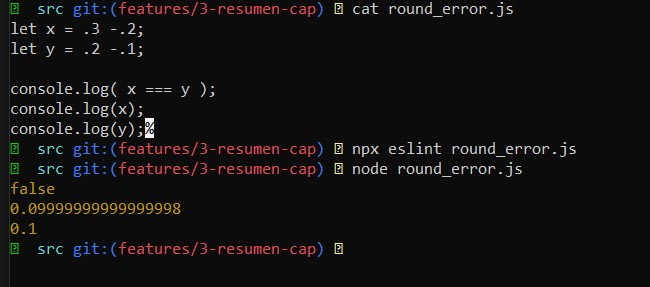 src git:(features/3-resumen-cap) cat round_error.js
let x = .3 -.2;
let y = .2 -.1;
console.log( x === y );
console.log(x);
console.log(y);%
src git:(features/3-resumen-cap) npx eslint round_error.js
src git:(features/3-resumen-cap) node round_error.js
false
0.09999999999999998
0.1
src git:(features/3-resumen-cap)